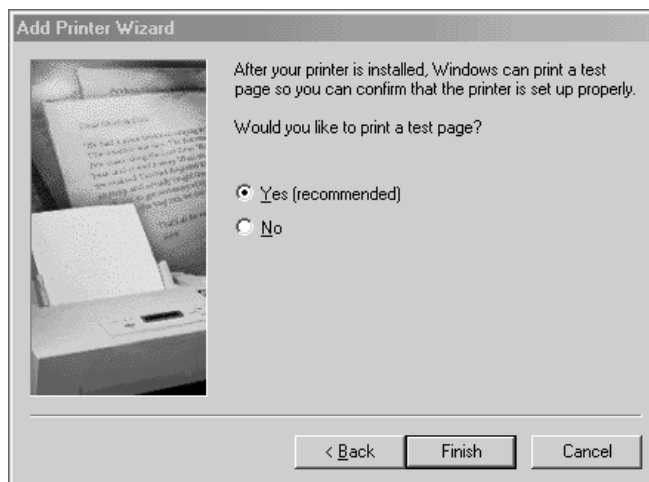 Add Printer Wizard
After your printer is installed, Windows can print a test
page so you can confirm that the printer is set up properly.
Would you like to print a test page?
Yes (recommended)
No
< Back
Finish
Cancel